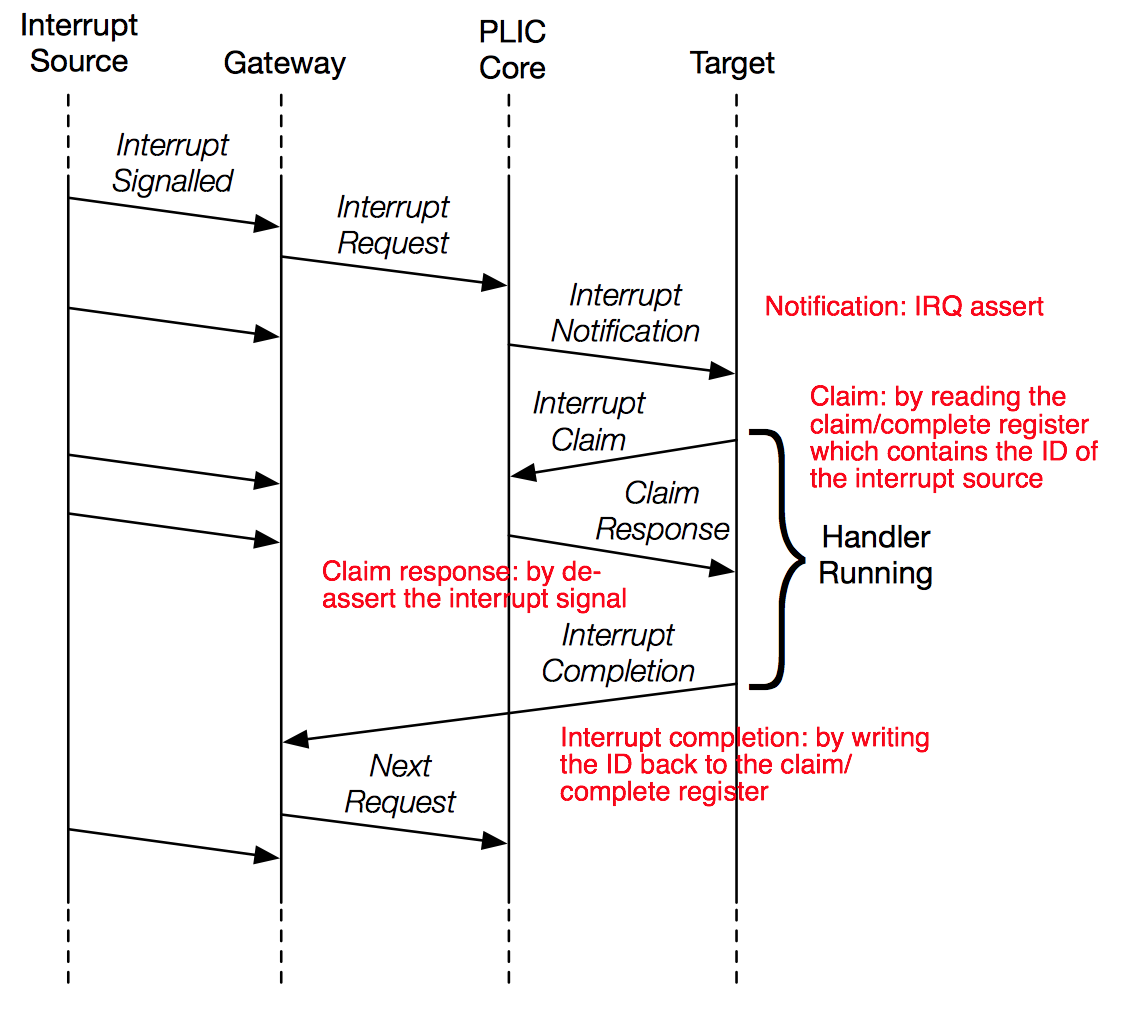 Interrupt
Source
Gateway
PLIC
Core
Target
Interrupt
Signalled
Interrupt
Request
Interrupt
Notification
Notification: IRQ assert
Interrupt
Claim
Claim: by reading the
claim/complete register
which contains the ID of
the interrupt source
Claim
Response
Handler
Running
Claim response: by de-
assert the interrupt signal
Interrupt
Completion
Interrupt completion: by writing
the ID back to the claim/
complete register
Next
Request